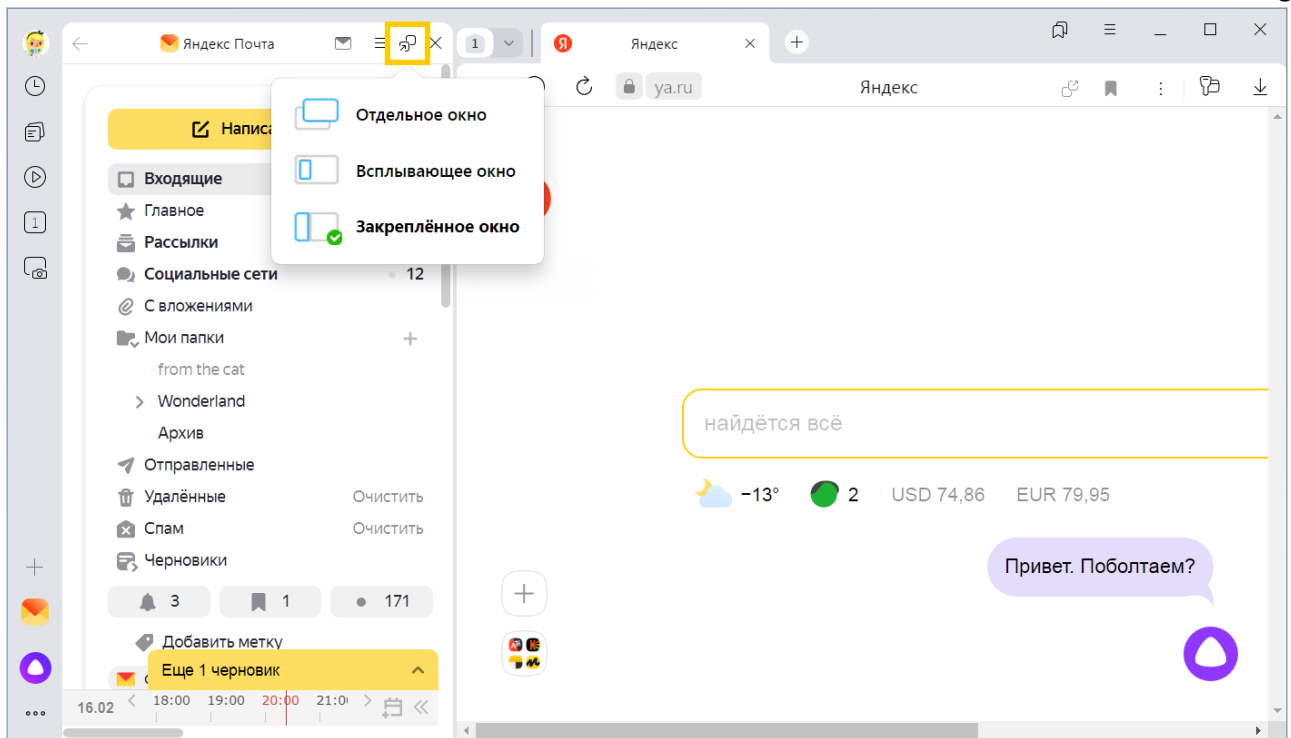 Яндекс Почта
1
Яндекс
ya.ru
Яндекс
Отдельное окно
Всплывающее окно
Закреплённое окно
Входящие
Главное
Рассылки
Социальные сети 12
С вложениями
Мои папки
from the cat
Wonderland
Архив
Отправленные
Удалённые Очистить
Спам Очистить
Черновики
3 1 171
Добавить метку
Еще 1 черновик
16.02 18:00 19:00 20:00
1
найдётся всё
−13° 2 USD 74,86 EUR 79,95
Привет. Поболтаем?